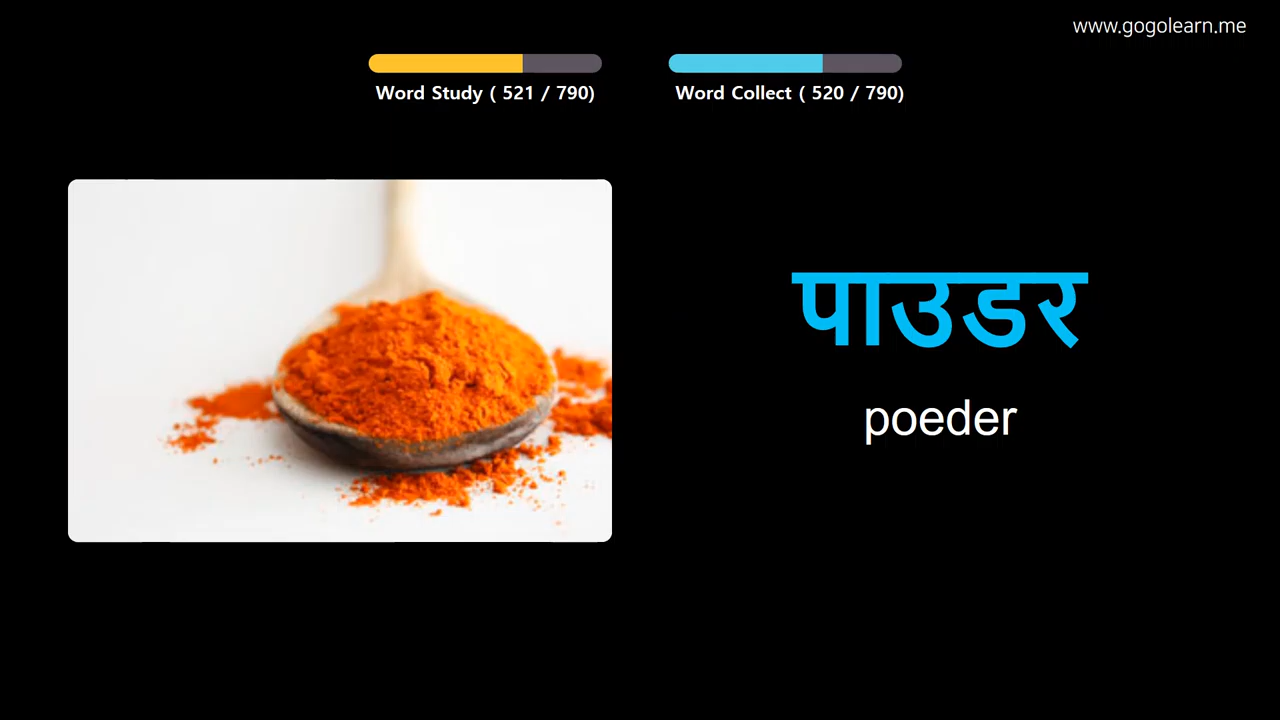 www.gogolearn.me
Word Study ( 521 / 790)
Word Collect ( 520 / 790)
पाउडर
poeder